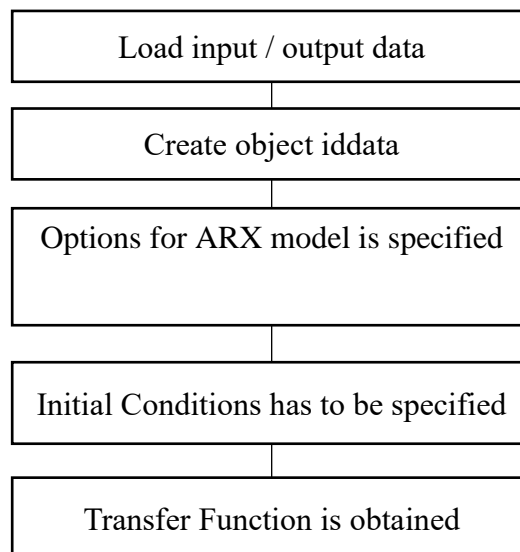 Load input / output data
Create object iddata
Options for ARX model is specified
Initial Conditions has to be specified
Transfer Function is obtained